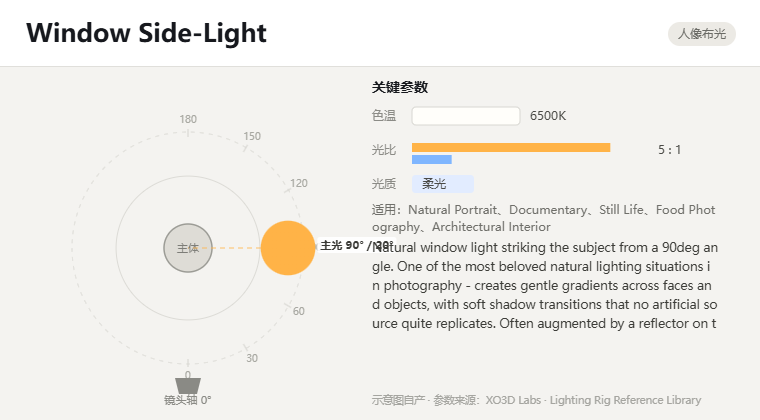 Window Side-Light
人像布光
关键参数
色温 6500K
光比 5 : 1
光质 柔光
适用：Natural Portrait、Documentary、Still Life、Food Phot
ography、Architectural Interior
Natural window light striking the subject from a 90deg an
gle. One of the most beloved natural lighting situations i
n photography - creates gentle gradients across faces an
d objects, with soft shadow transitions that no artificial so
urce quite replicates. Often augmented by a reflector on t
180
150
120
主体
主光 90° / 30°
60
30
0
镜头轴 0°
示意图自产 · 参数来源：XO3D Labs · Lighting Rig Reference Library